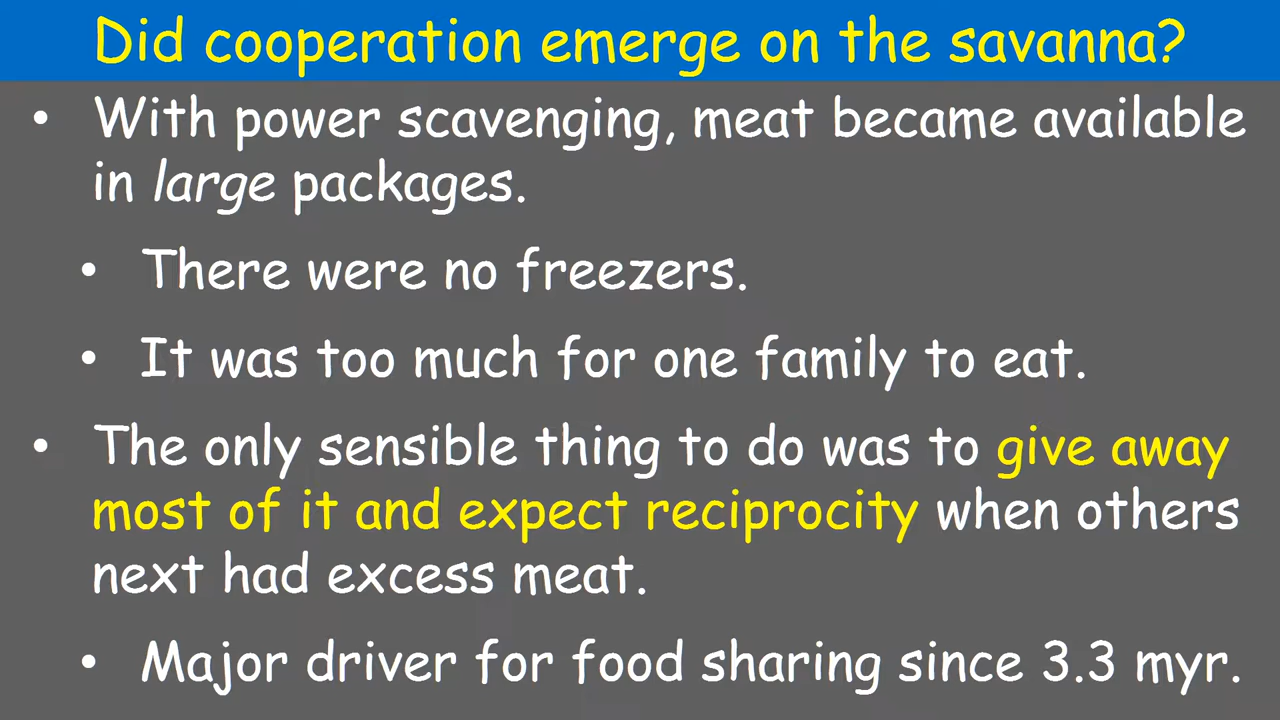 Did cooperation emerge on the savanna?
• With power scavenging, meat became available
in large packages.
• There were no freezers.
• It was too much for one family to eat.
• The only sensible thing to do was to give away
most of it and expect reciprocity when others
next had excess meat.
• Major driver for food sharing since 3.3 myr.